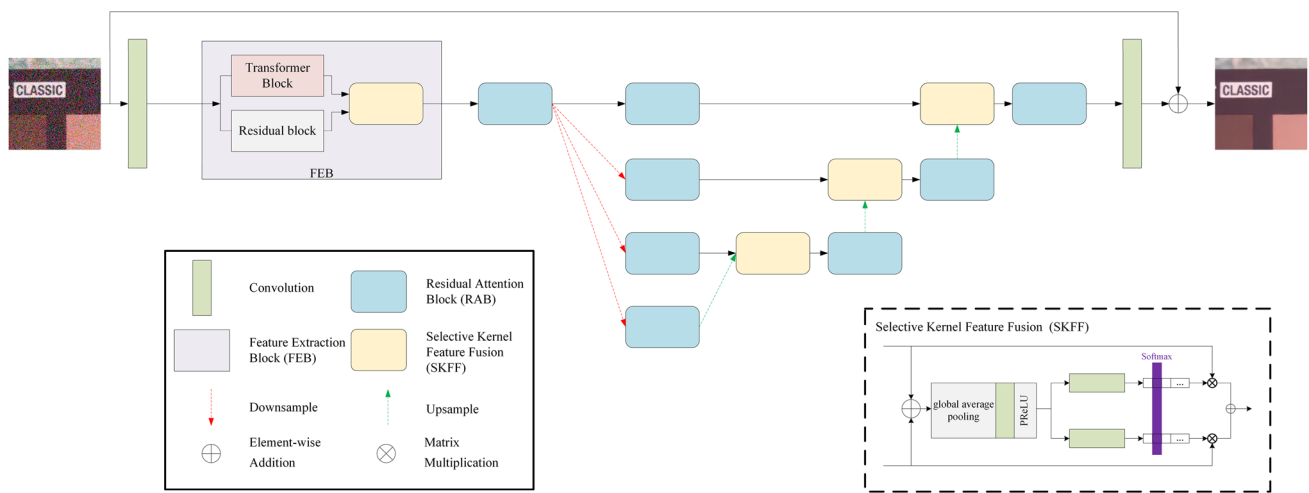 CLASSIC
Transformer
Block
Residual block
FEB
CLASSIC
Convolution
Residual Attention
Block (RAB)
Feature Extraction
Block (FEB)
Selective Kernel
Feature Fusion
(SKFF)
Downsample
Upsample
Element-wise
Addition
Matrix
Multiplication
Selective Kernel Feature Fusion (SKFF)
Softmax
global average
pooling
PReLU
...
...